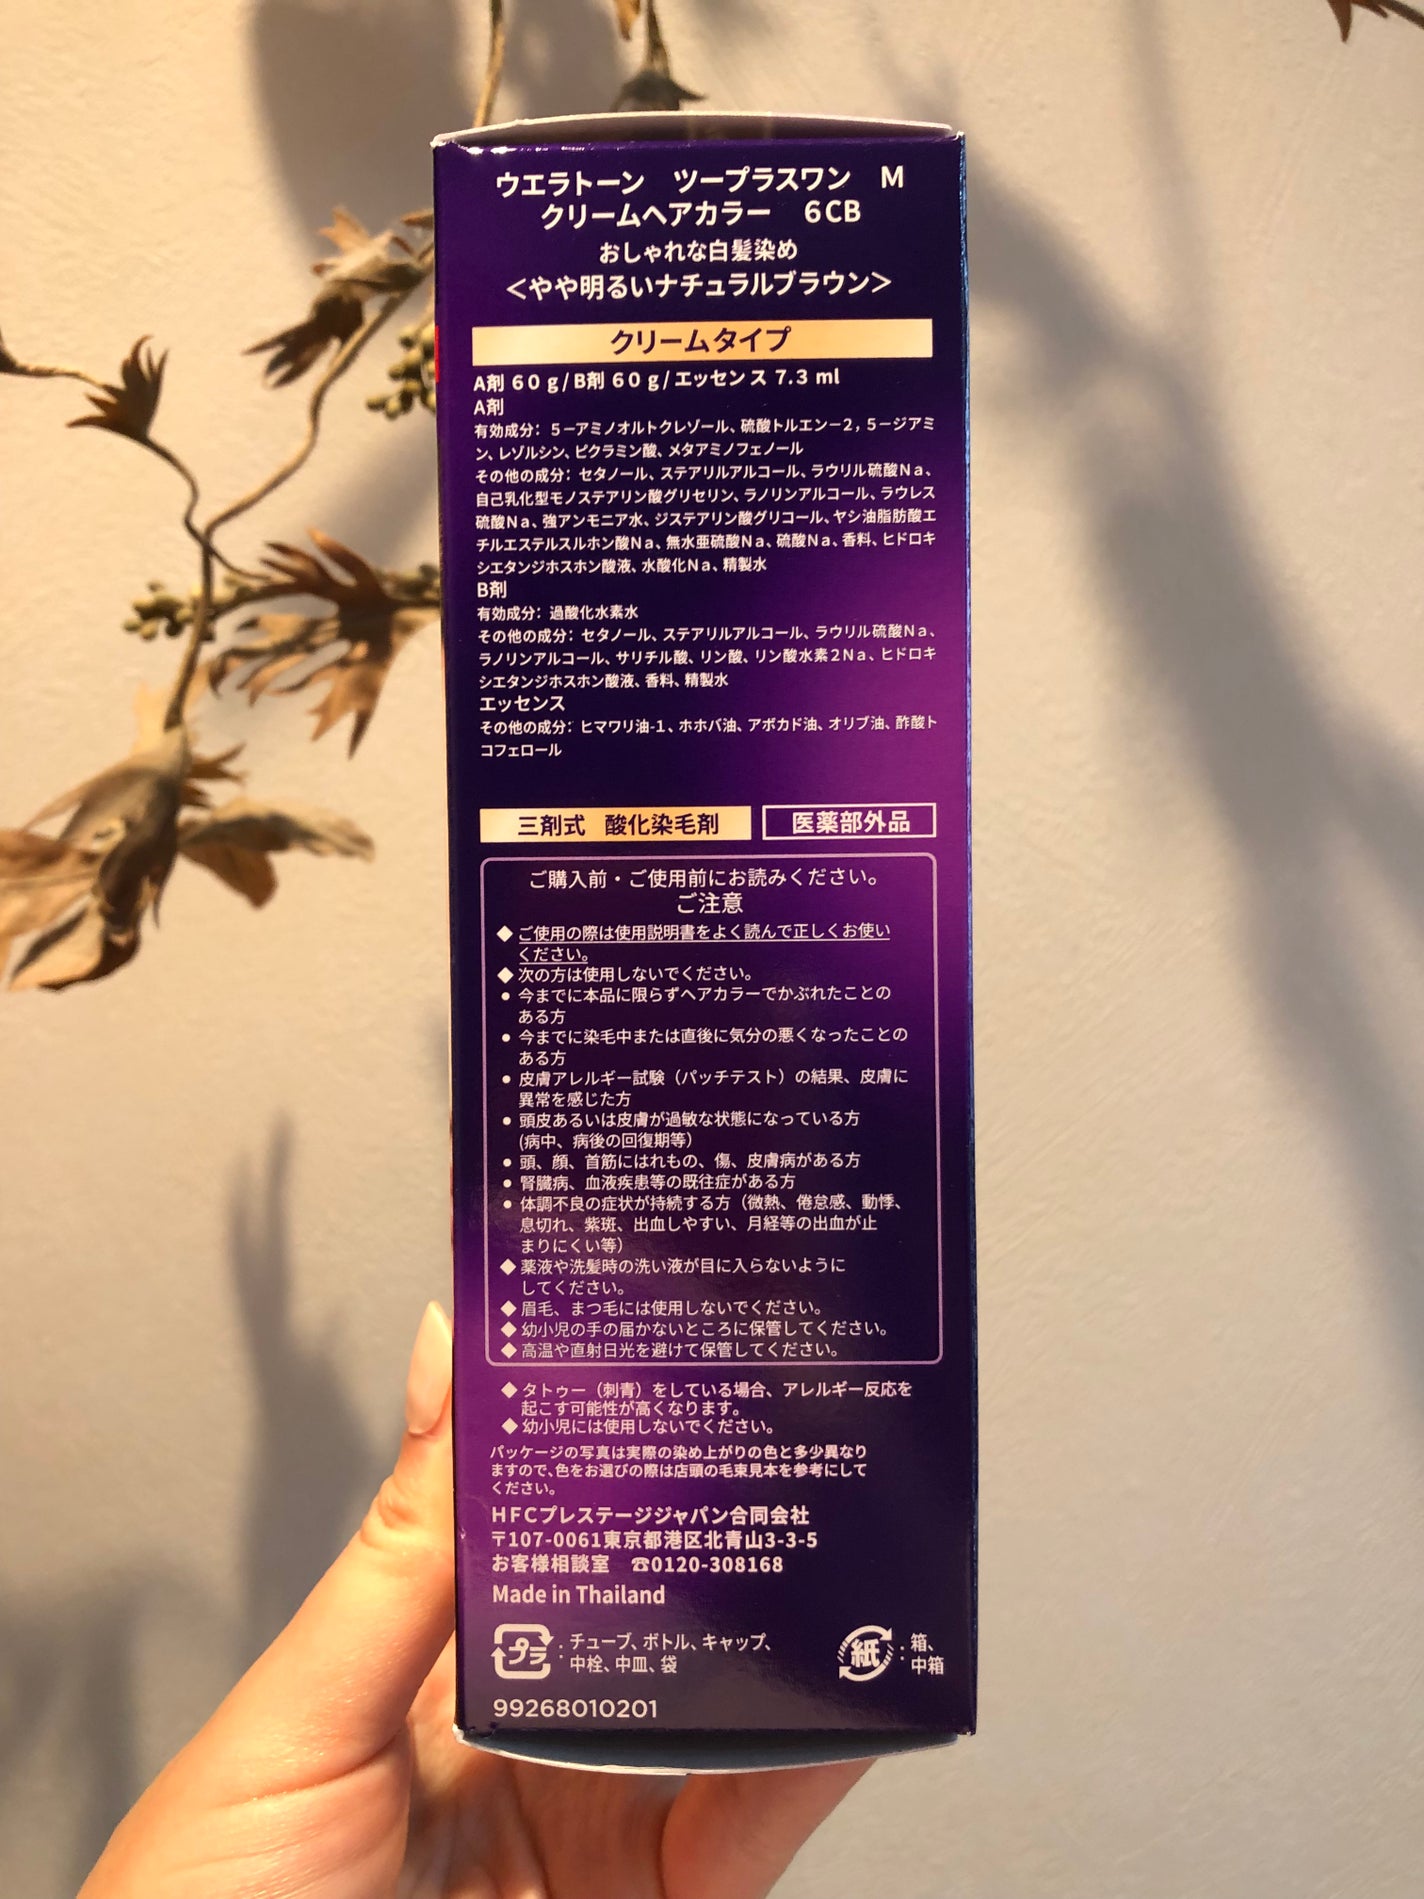 ウエラトーン　ツープラスワン　M
クリームヘアカラー　6CB
おしゃれな白髪染め
＜やや明るいナチュラルブラウン＞
クリームタイプ
A剤 60 g / B剤 60 g / エッセンス 7.3 ml
A剤
有効成分：5－アミノオルトクレゾール、硫酸トルエン－2，5－ジアミ
ン、レゾルシン、ピクラミン酸、メタアミノフェノール
その他の成分：セタノール、ステアリルアルコール、ラウリル硫酸Na、
自己乳化型モノステアリン酸グリセリン、ラノリンアルコール、ラウレス
硫酸Na、強アンモニア水、ジステアリン酸グリコール、ヤシ油脂肪酸エ
チルエステルスルホン酸Na、無水亜硫酸Na、硫酸Na、香料、ヒドロキ
シエタンジホスホン酸液、水酸化Na、精製水
B剤
有効成分：過酸化水素水
その他の成分：セタノール、ステアリルアルコール、ラウリル硫酸Na、
ラノリンアルコール、サリチル酸、リン酸、リン酸水素2Na、ヒドロキ
シエタンジホスホン酸液、香料、精製水
エッセンス
その他の成分：ヒマワリ油-1、ホホバ油、アボカド油、オリブ油、酢酸ト
コフェロール
三剤式　酸化染毛剤
医薬部外品
ご購入前・ご使用前にお読みください。
ご注意
◆ご使用の際は使用説明書をよく読んで正しくお使い
ください。
◆次の方は使用しないでください。
• 今までに本品に限らずヘアカラーでかぶれたことの
ある方
• 今までに染毛中または直後に気分の悪くなったことの
ある方
• 皮膚アレルギー試験（パッチテスト）の結果、皮膚に
異常を感じた方
• 頭皮あるいは皮膚が過敏な状態になっている方
(病中、病後の回復期等）
• 頭、顔、首筋にはれもの、傷、皮膚病がある方
• 腎臓病、血液疾患等の既往症がある方
• 体調不良の症状が持続する方（微熱、倦怠感、動悸、
息切れ、紫斑、出血しやすい、月経等の出血が止
まりにくい等）
◆薬液や洗髪時の洗い液が目に入らないように
してください。
◆眉毛、まつ毛には使用しないでください。
◆幼小児の手の届かないところに保管してください。
◆高温や直射日光を避けて保管してください。
◆タトゥー（刺青）をしている場合、アレルギー反応を
起こす可能性が高くなります。
◆幼小児には使用しないでください。
パッケージの写真は実際の染め上がりの色と多少異なり
ますので、色をお選びの際は店頭の毛束見本を参考にして
ください。
HFCプレステージジャパン合同会社
〒107-0061東京都港区北青山3-3-5
お客様相談室　☎0120-308168
Made in Thailand
プラ：チューブ、ボトル、キャップ、
中栓、中皿、袋
紙：箱、
中箱
99268010201